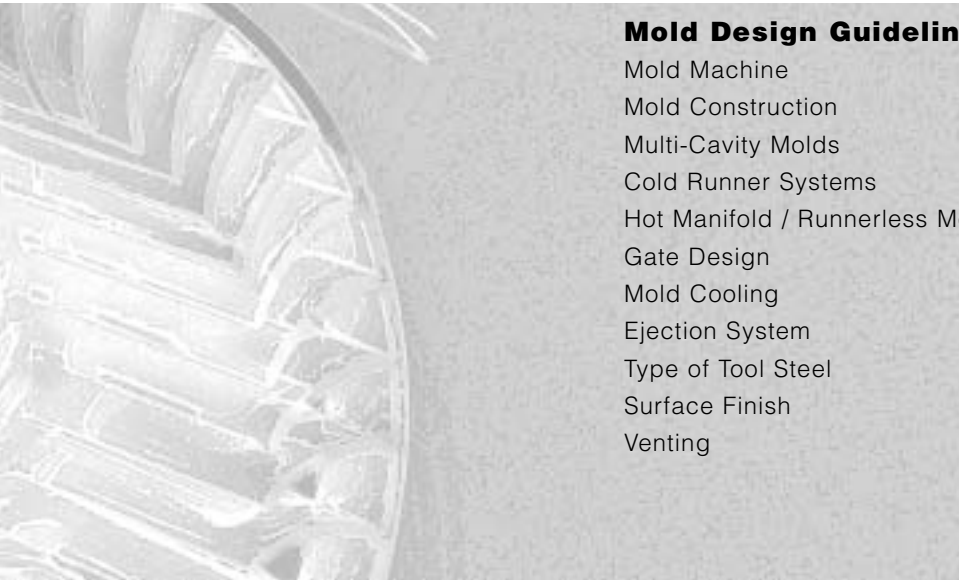 Mold Design Guidelin
Mold Machine
Mold Construction
Multi-Cavity Molds
Cold Runner Systems
Hot Manifold / Runnerless M
Gate Design
Mold Cooling
Ejection System
Type of Tool Steel
Surface Finish
Venting